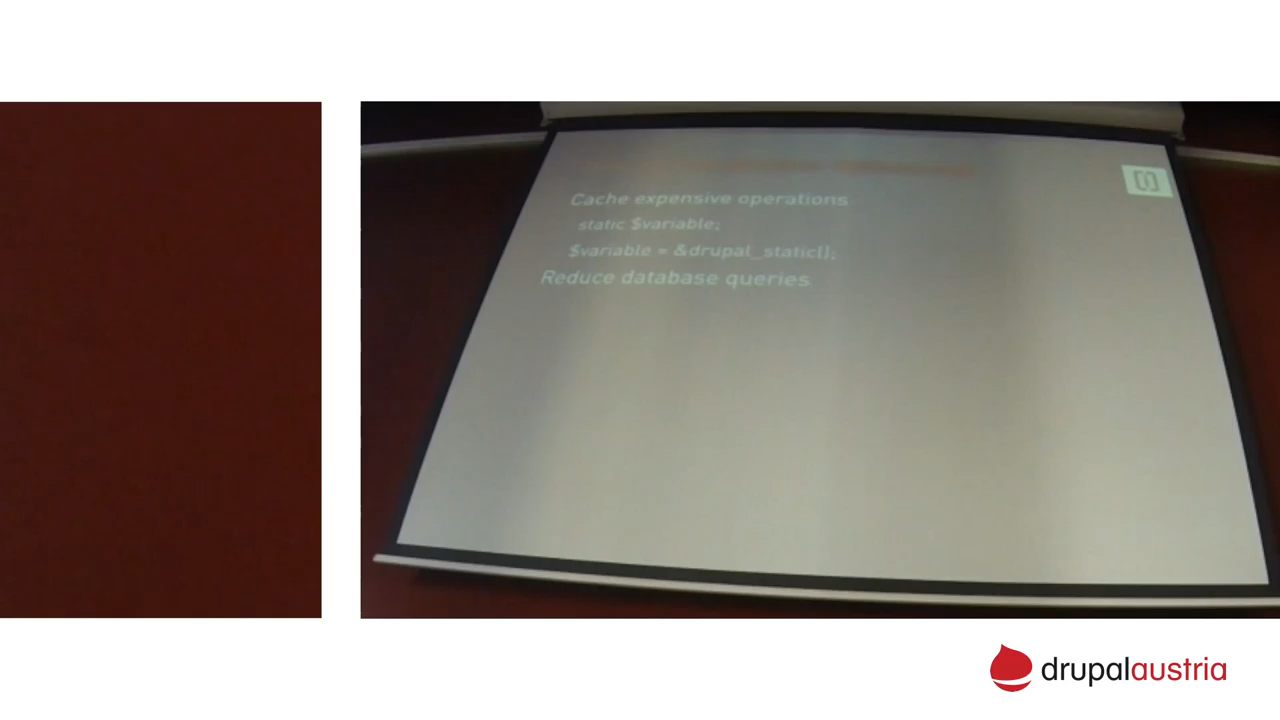 Cache expensive operations
static $variable;
$variable = &drupal_static();
Reduce database queries
drupalaustria